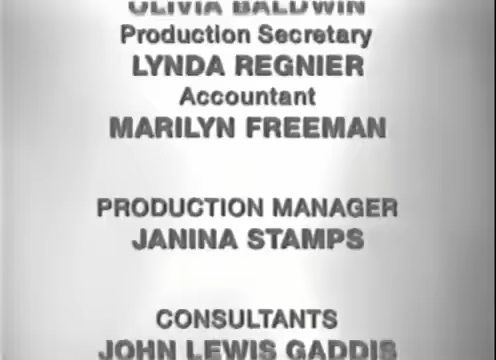 OLIVIA BALDWIN
Production Secretary
LYNDA REGNIER
Accountant
MARILYN FREEMAN
PRODUCTION MANAGER
JANINA STAMPS
CONSULTANTS
JOHN LEWIS GADDIS